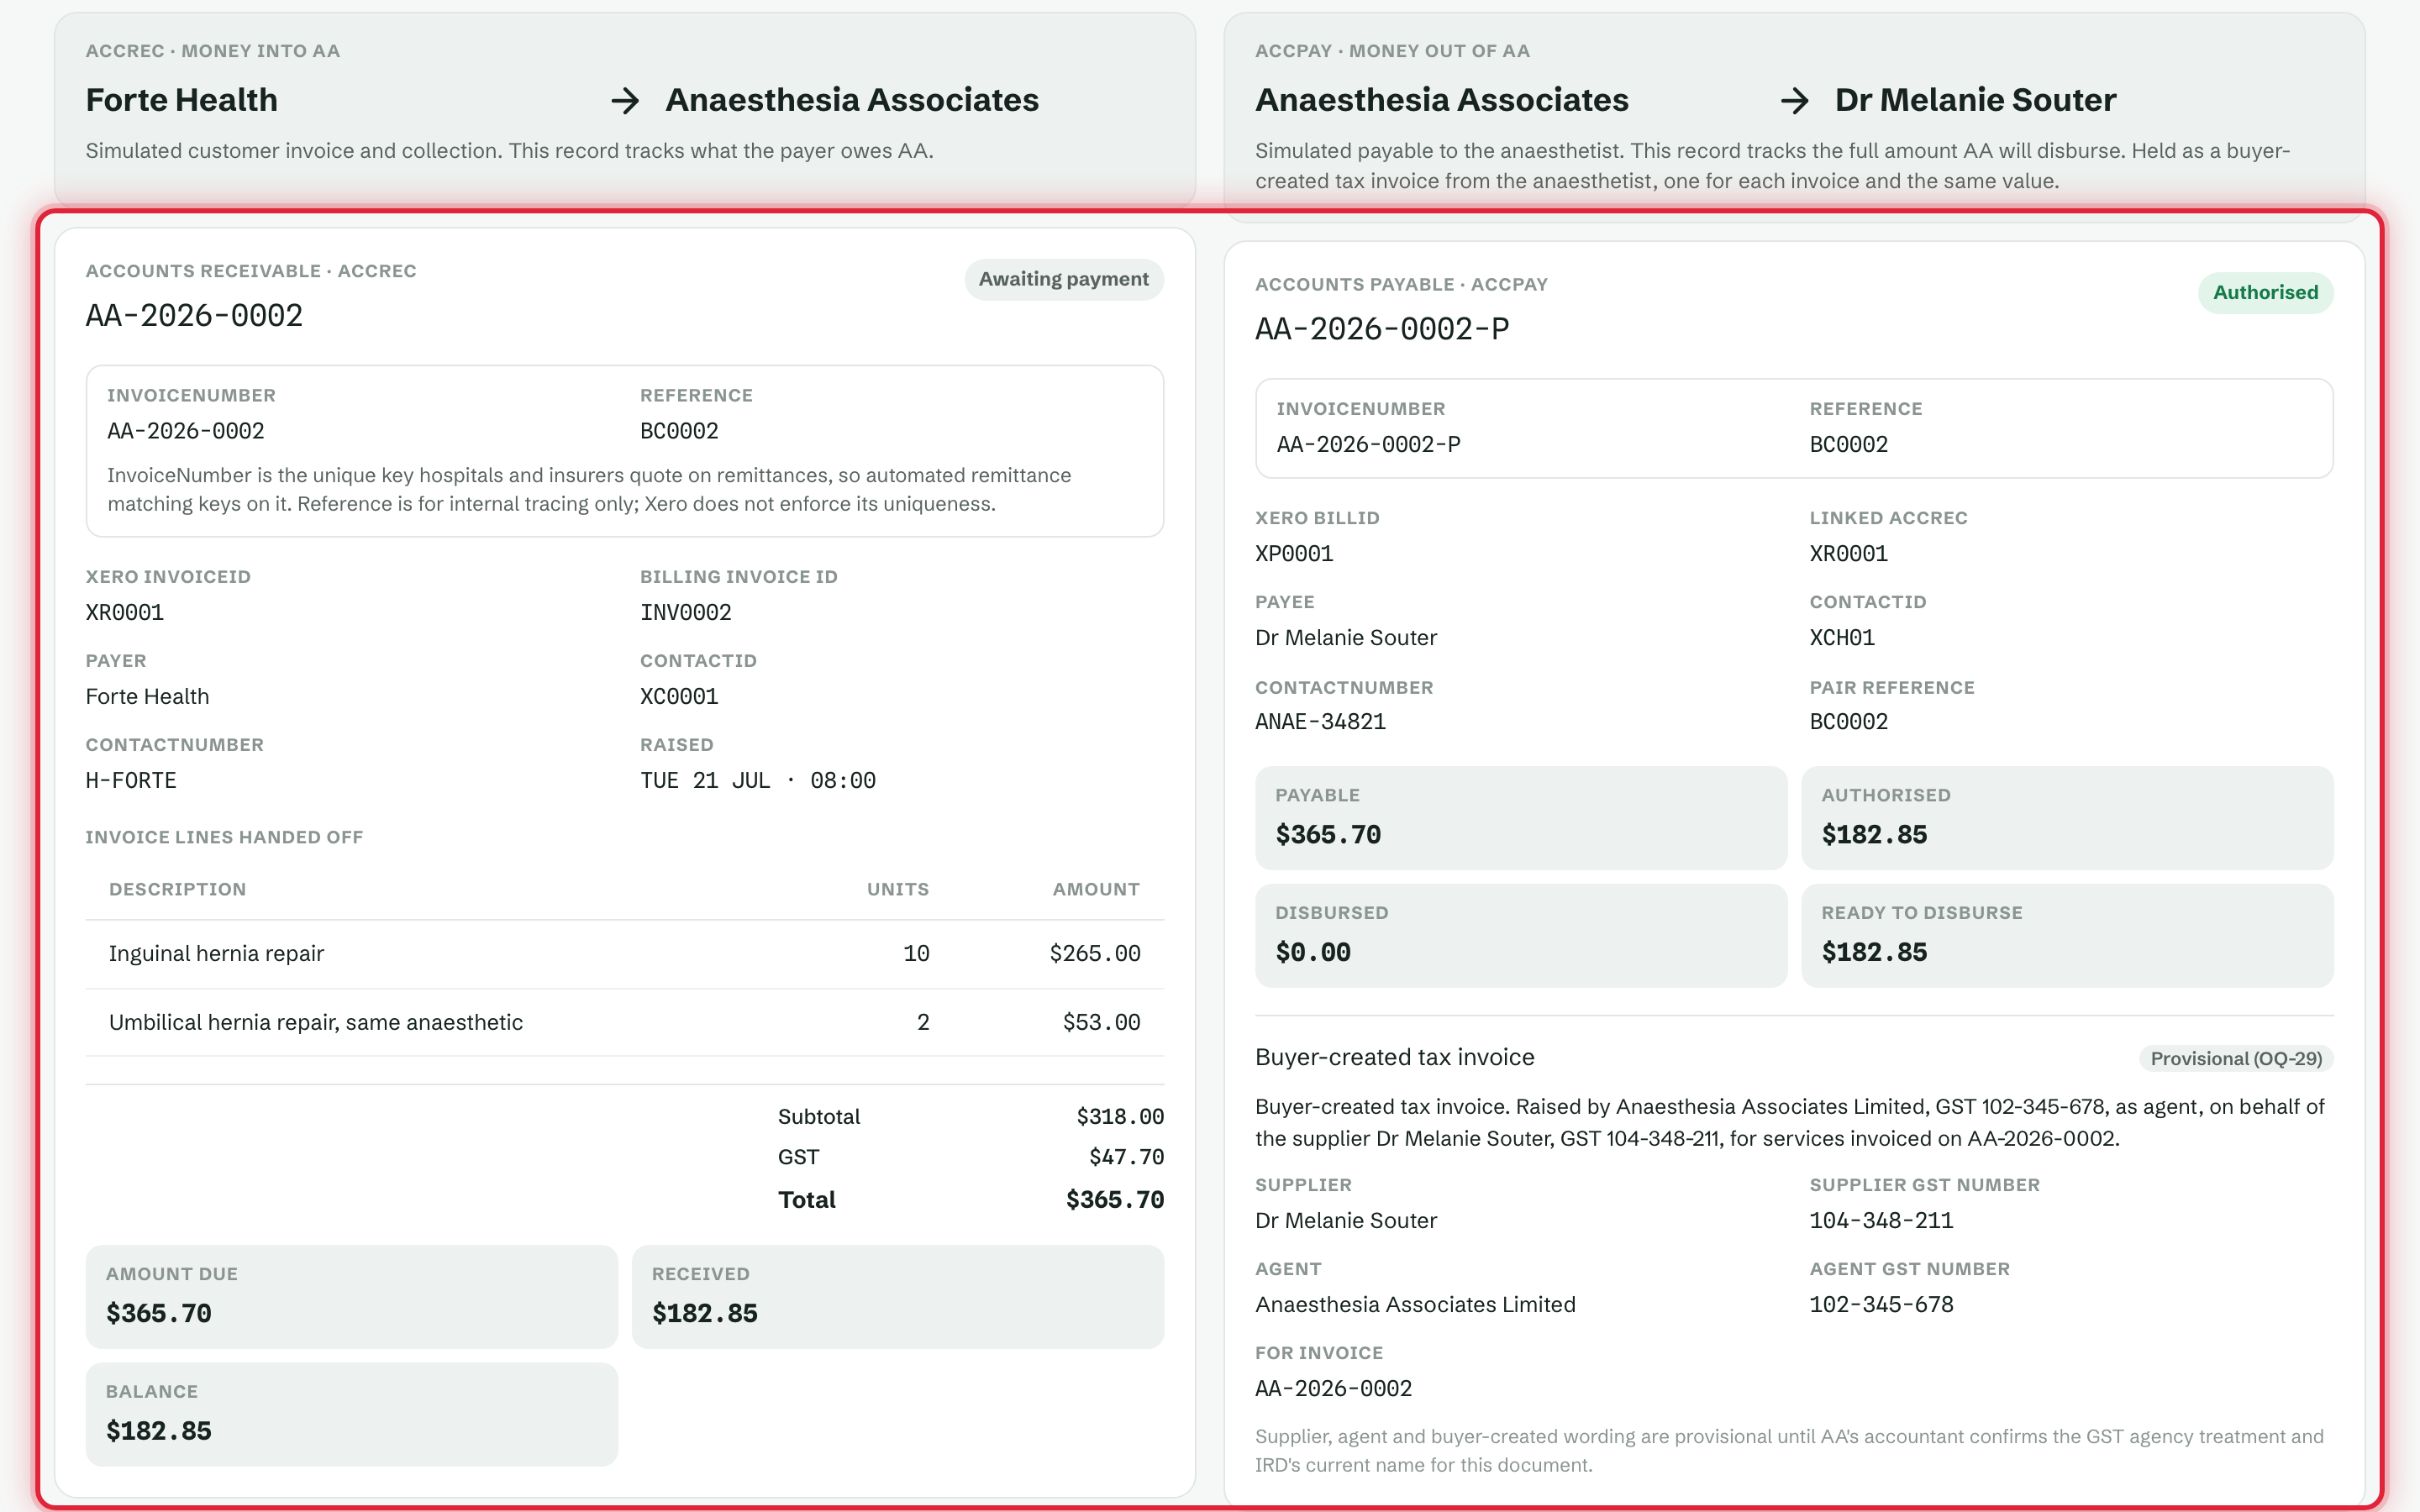 ACCREC · MONEY INTO AA
Forte Health → Anaesthesia Associates
Simulated customer invoice and collection. This record tracks what the payer owes AA.
ACCPAY · MONEY OUT OF AA
Anaesthesia Associates → Dr Melanie Souter
Simulated payable to the anaesthetist. This record tracks the full amount AA will disburse. Held as a buyer-
created tax invoice from the anaesthetist, one for each invoice and the same value.
ACCOUNTS RECEIVABLE · ACCREC
Awaiting payment
AA-2026-0002
INVOICENUMBER REFERENCE
AA-2026-0002 BC0002
InvoiceNumber is the unique key hospitals and insurers quote on remittances, so automated remittance
matching keys on it. Reference is for internal tracing only; Xero does not enforce its uniqueness.
XERO INVOICEID BILLING INVOICE ID
XR0001 INV0002
PAYER CONTACTID
Forte Health XC0001
CONTACTNUMBER RAISED
H-FORTE TUE 21 JUL · 08:00
INVOICE LINES HANDED OFF
DESCRIPTION UNITS AMOUNT
Inguinal hernia repair 10 $265.00
Umbilical hernia repair, same anaesthetic 2 $53.00
Subtotal $318.00
GST $47.70
Total $365.70
AMOUNT DUE RECEIVED
$365.70 $182.85
BALANCE
$182.85
ACCOUNTS PAYABLE · ACCPAY
Authorised
AA-2026-0002-P
INVOICENUMBER REFERENCE
AA-2026-0002-P BC0002
XERO BILLID LINKED ACCREC
XP0001 XR0001
PAYEE CONTACTID
Dr Melanie Souter XCH01
CONTACTNUMBER PAIR REFERENCE
ANAE-34821 BC0002
PAYABLE AUTHORISED
$365.70 $182.85
DISBURSED READY TO DISBURSE
$0.00 $182.85
Buyer-created tax invoice Provisional (OQ-29)
Buyer-created tax invoice. Raised by Anaesthesia Associates Limited, GST 102-345-678, as agent, on behalf of
the supplier Dr Melanie Souter, GST 104-348-211, for services invoiced on AA-2026-0002.
SUPPLIER SUPPLIER GST NUMBER
Dr Melanie Souter 104-348-211
AGENT AGENT GST NUMBER
Anaesthesia Associates Limited 102-345-678
FOR INVOICE
AA-2026-0002
Supplier, agent and buyer-created wording are provisional until AA's accountant confirms the GST agency treatment and
IRD's current name for this document.